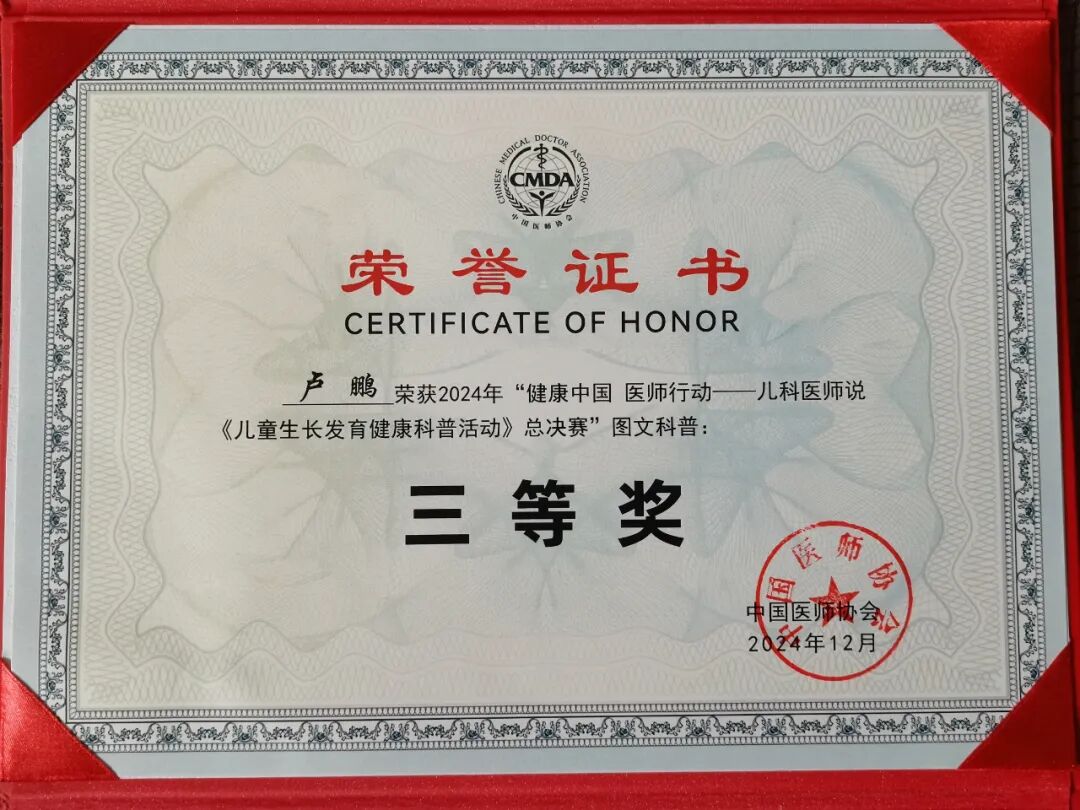 CHINESE MEDICAL DOCTOR ASSOCIATION
CMDA
中国医师协会
荣誉证书
CERTIFICATE OF HONOR
卢 鹏 荣获2024年“健康中国 医师行动——儿科医师说
《儿童生长发育健康科普活动》总决赛”图文科普：
三等奖
中国医师协会
中国医师协会
2024年12月